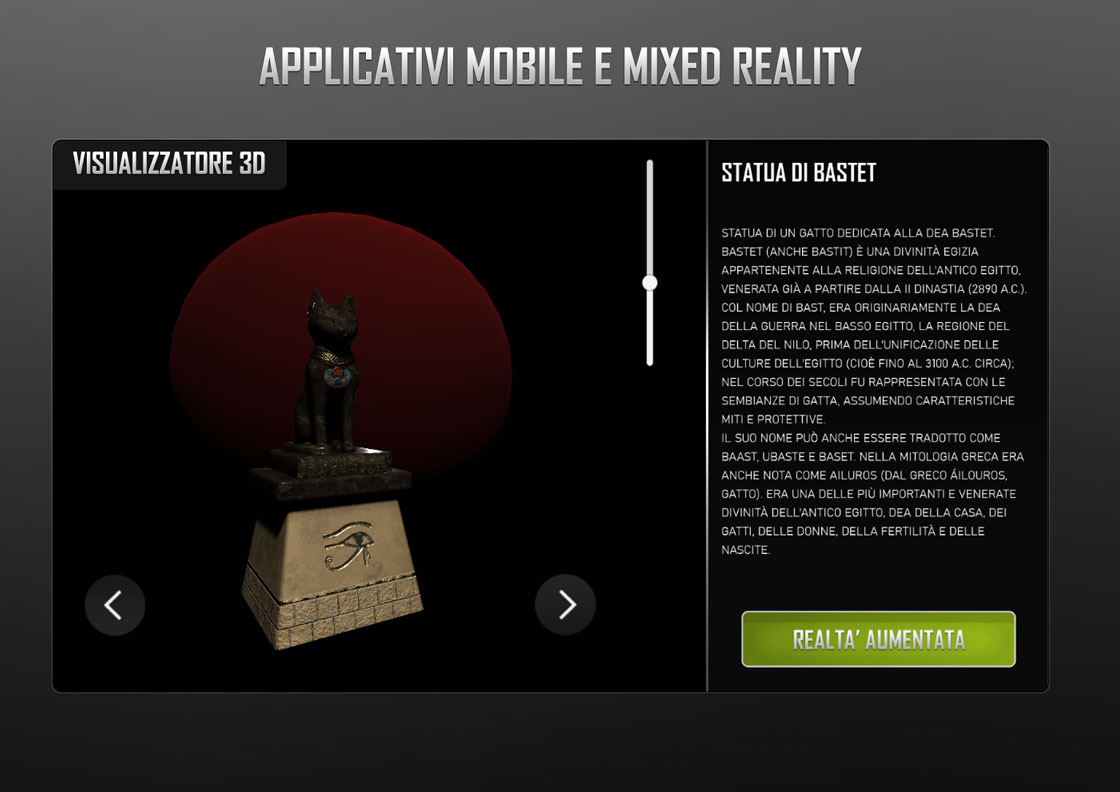 APPLICATIVI MOBILE E MIXED REALITY
VISUALIZZATORE 3D
STATUA DI BASTET
STATUA DI UN GATTO DEDICATA ALLA DEA BASTET.
BASTET (ANCHE BASTIT) È UNA DIVINITÀ EGIZIA
APPARTENENTE ALLA RELIGIONE DELL'ANTICO EGITTO,
VENERATA GIÀ A PARTIRE DALLA II DINASTIA (2890 A.C.).
COL NOME DI BAST, ERA ORIGINARIAMENTE LA DEA
DELLA GUERRA NEL BASSO EGITTO, LA REGIONE DEL
DELTA DEL NILO, PRIMA DELL'UNIFICAZIONE DELLE
CULTURE DELL'EGITTO (CIOÈ FINO AL 3100 A.C. CIRCA);
NEL CORSO DEI SECOLI FU RAPPRESENTATA CON LE
SEMBIANZE DI GATTA, ASSUMENDO CARATTERISTICHE
MITI E PROTETTIVE.
IL SUO NOME PUÒ ANCHE ESSERE TRADOTTO COME
BAAST, UBASTE E BASET. NELLA MITOLOGIA GRECA ERA
ANCHE NOTA COME AILUROS (DAL GRECO ÁILOUROS,
GATTO). ERA UNA DELLE PIÙ IMPORTANTI E VENERATE
DIVINITÀ DELL'ANTICO EGITTO, DEA DELLA CASA, DEI
GATTI, DELLE DONNE, DELLA FERTILITÀ E DELLE
NASCITE.
REALTA' AUMENTATA